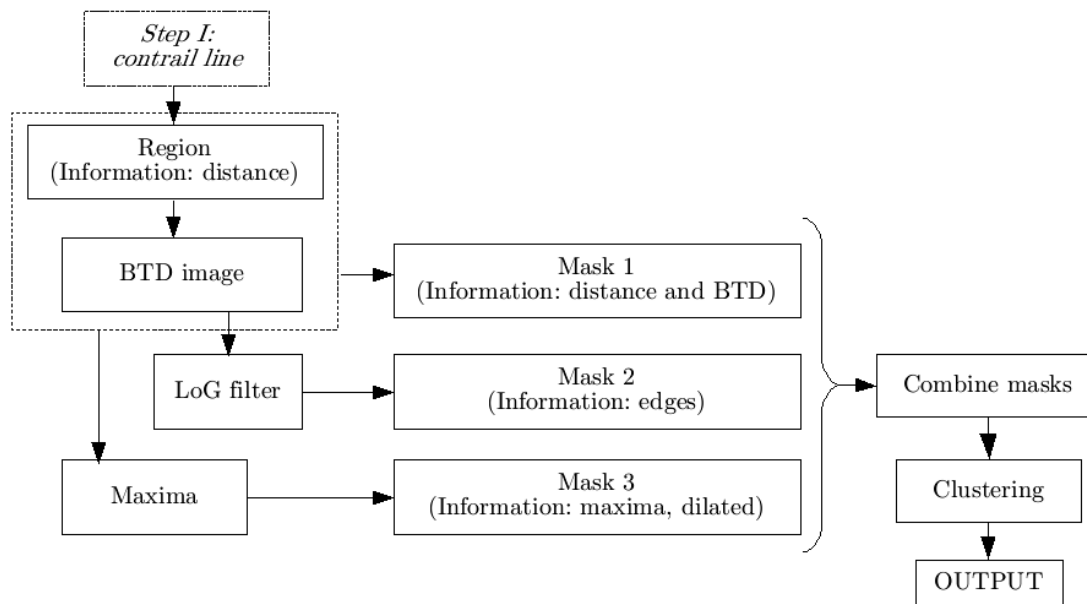 Step I:
contrail line
Region
(Information: distance)
BTD image
Mask 1
(Information: distance and BTD)
LoG filter
Mask 2
(Information: edges)
Combine masks
Maxima
Mask 3
(Information: maxima, dilated)
Clustering
OUTPUT